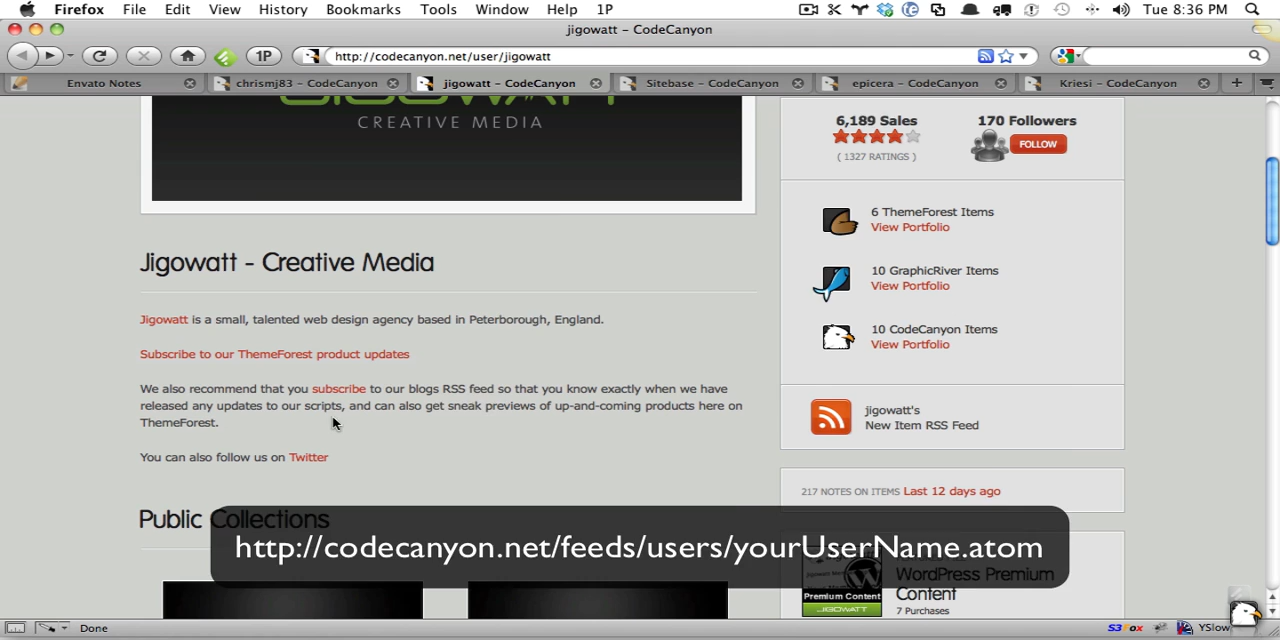 Firefox File Edit View History Bookmarks Tools Window Help 1P Tue 8:36 PM
jigowatt – CodeCanyon
1P http://codecanyon.net/user/jigowatt
Envato Notes chrismj83 – CodeCanyon jigowatt – CodeCanyon Sitebase – CodeCanyon epicera – CodeCanyon Kriesi – CodeCanyon
JIGOWATT
CREATIVE MEDIA
6,189 Sales
( 1327 RATINGS )
170 Followers
FOLLOW
6 ThemeForest Items
View Portfolio
10 GraphicRiver Items
View Portfolio
10 CodeCanyon Items
View Portfolio
jigowatt's
New Item RSS Feed
217 NOTES ON ITEMS Last 12 days ago
Jigowatt - Creative Media
Jigowatt is a small, talented web design agency based in Peterborough, England.
Subscribe to our ThemeForest product updates
We also recommend that you subscribe to our blogs RSS feed so that you know exactly when we have
released any updates to our scripts, and can also get sneak previews of up-and-coming products here on
ThemeForest.
You can also follow us on Twitter
Public Collections
http://codecanyon.net/feeds/users/yourUserName.atom
WordPress Premium
Content
7 Purchases
Premium Content
JIGOWATT
Done
S3Fox YSlow